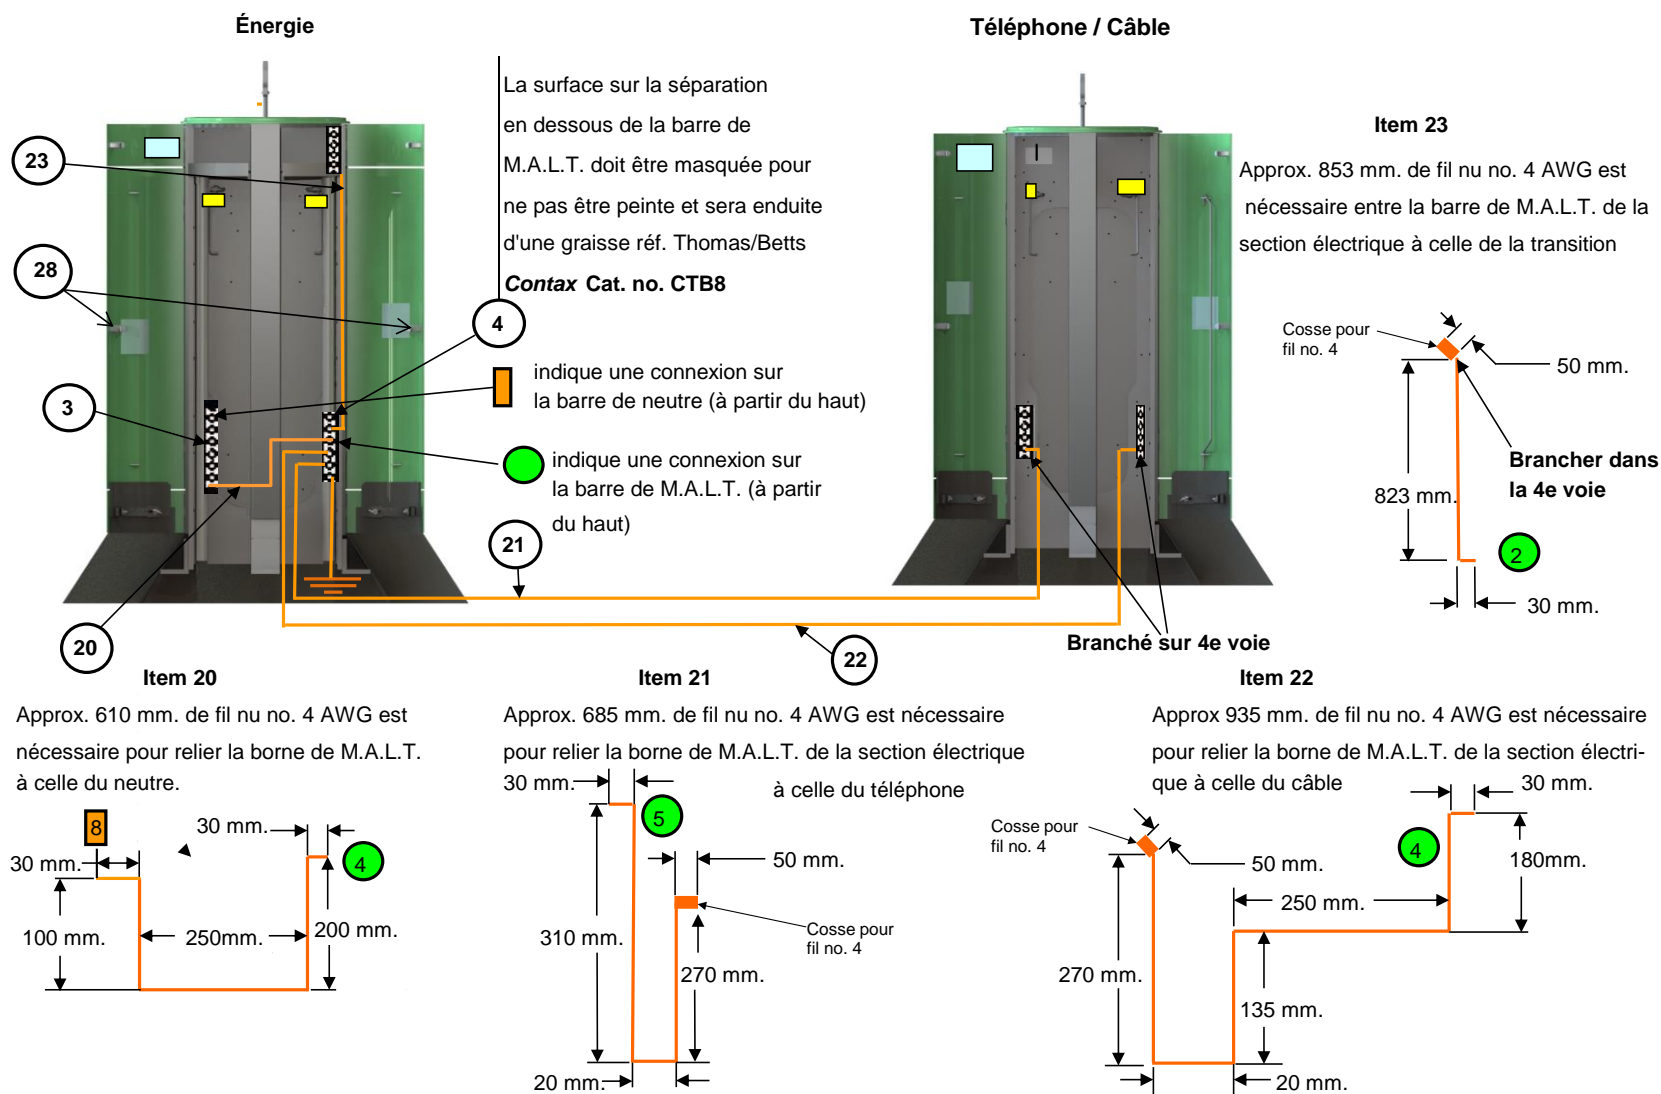 Énergie
Téléphone / Câble
La surface sur la séparation
en dessous de la barre de
M.A.L.T. doit être masquée pour
ne pas être peinte et sera enduite
d'une graisse réf. Thomas/Betts
Contax Cat. no. CTB8
23
28
3
4
indique une connexion sur
la barre de neutre (à partir du haut)
indique une connexion sur
la barre de M.A.L.T. (à partir
du haut)
21
20
22
Branché sur 4e voie
Item 23
Approx. 853 mm. de fil nu no. 4 AWG est
nécessaire entre la barre de M.A.L.T. de la
section électrique à celle de la transition
Cosse pour
fil no. 4
50 mm.
Brancher dans
la 4e voie
823 mm.
2
30 mm.
Item 20
Approx. 610 mm. de fil nu no. 4 AWG est
nécessaire pour relier la borne de M.A.L.T.
à celle du neutre.
8
30 mm.
30 mm.
4
100 mm.
250mm.
200 mm.
Item 21
Approx. 685 mm. de fil nu no. 4 AWG est nécessaire
pour relier la borne de M.A.L.T. de la section électrique
à celle du téléphone
30 mm.
5
50 mm.
310 mm.
Cosse pour
fil no. 4
270 mm.
20 mm.
Item 22
Approx 935 mm. de fil nu no. 4 AWG est nécessaire
pour relier la borne de M.A.L.T. de la section électri-
que à celle du câble
30 mm.
Cosse pour
fil no. 4
50 mm.
4
180mm.
250 mm.
270 mm.
135 mm.
20 mm.